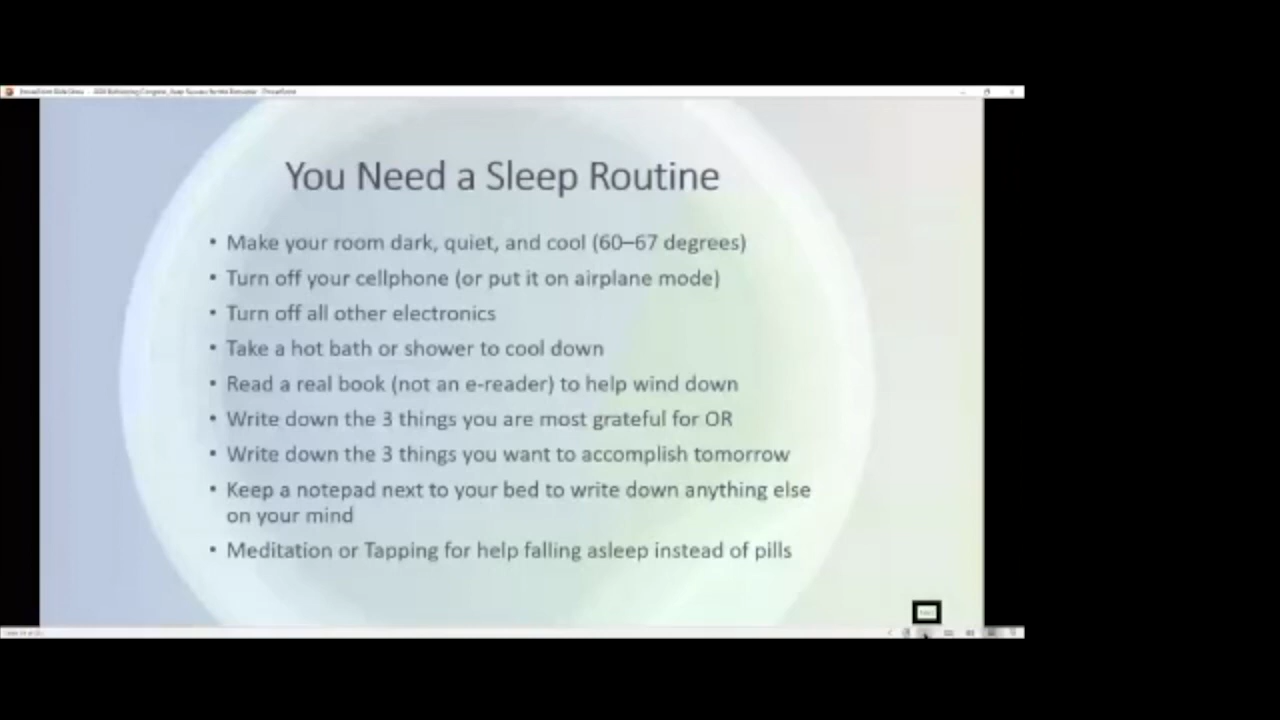 You Need a Sleep Routine
• Make your room dark, quiet, and cool (60–67 degrees)
• Turn off your cellphone (or put it on airplane mode)
• Turn off all other electronics
• Take a hot bath or shower to cool down
• Read a real book (not an e-reader) to help wind down
• Write down the 3 things you are most grateful for OR
• Write down the 3 things you want to accomplish tomorrow
• Keep a notepad next to your bed to write down anything else
on your mind
• Meditation or Tapping for help falling asleep instead of pills